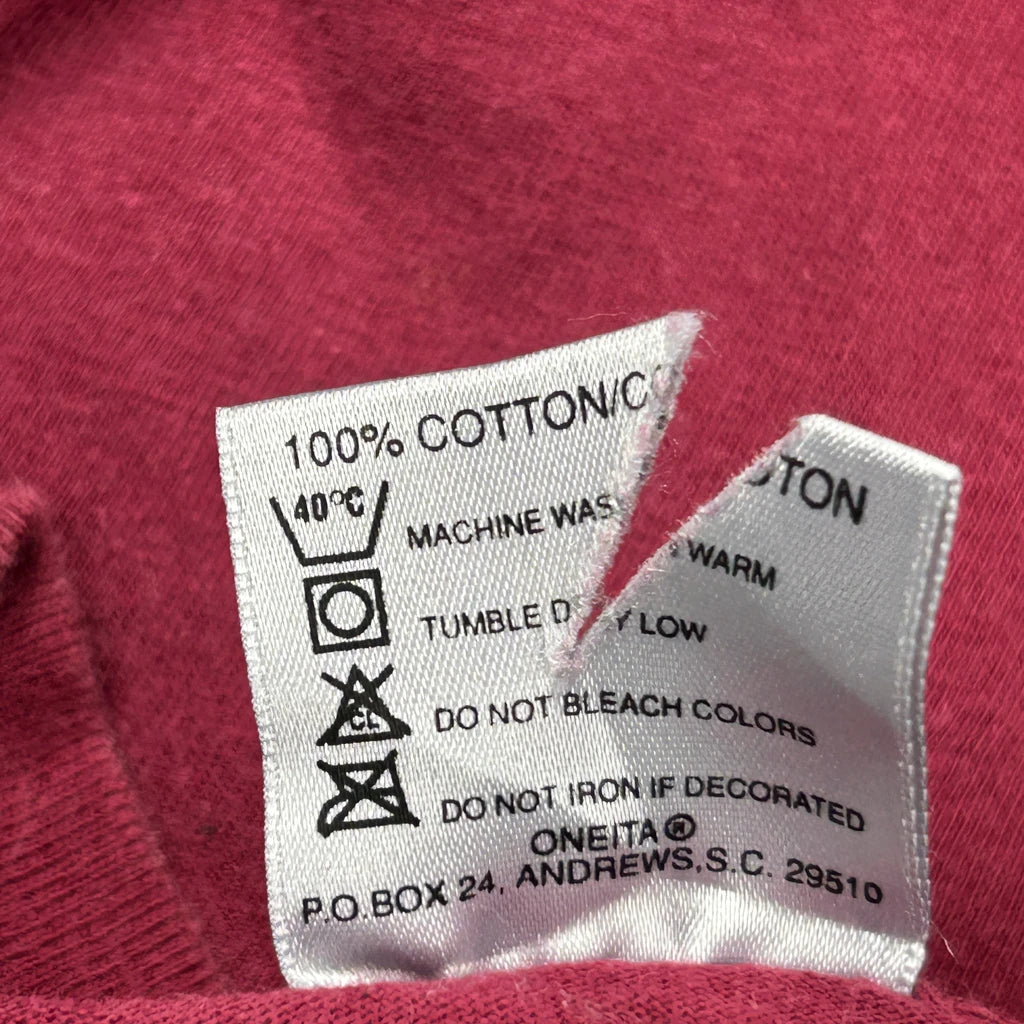 100% COTTON/C TON
40°C
MACHINE WAS WARM
TUMBLE D Y LOW
CL
DO NOT BLEACH COLORS
DO NOT IRON IF DECORATED
ONEITA®
P.O.BOX 24, ANDREWS,S.C. 29510